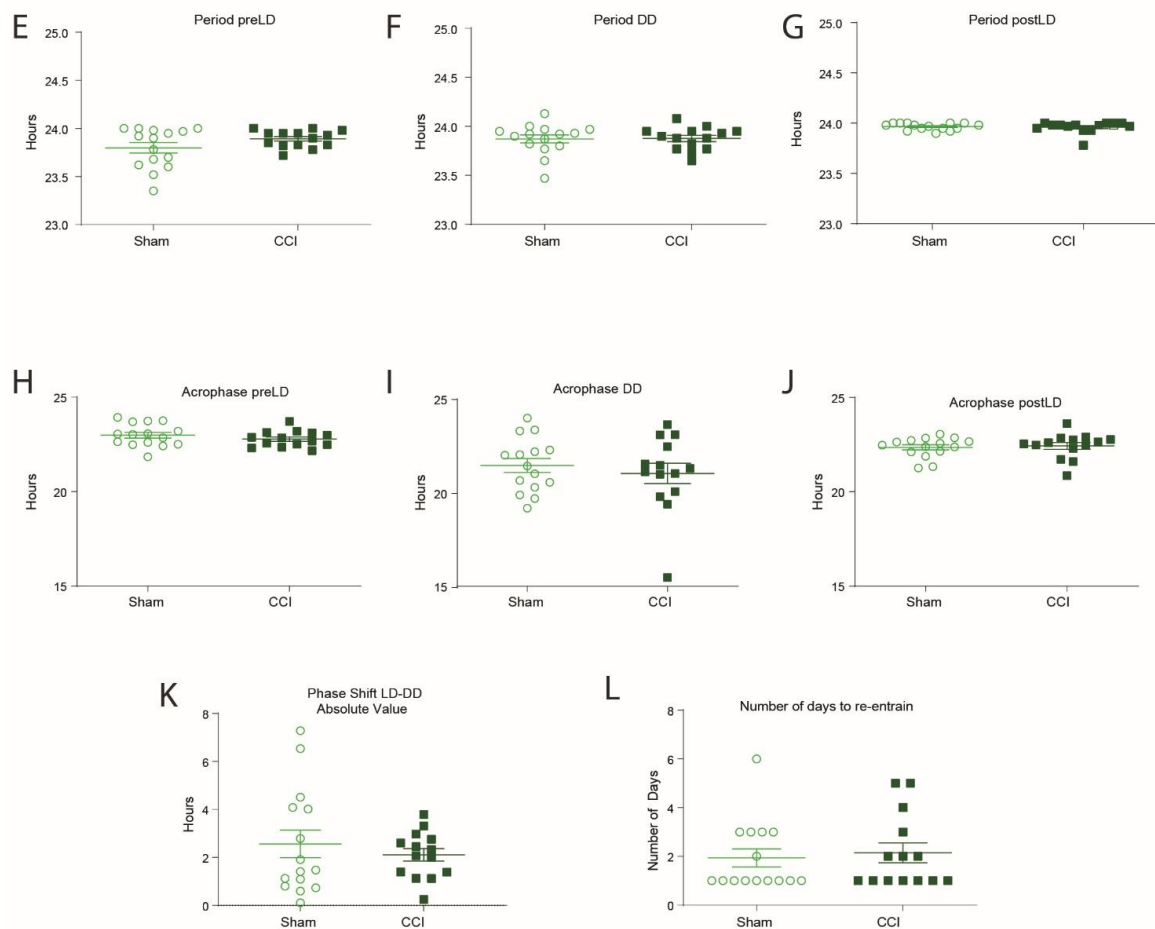 E
Period preLD
25.0
24.5
24.0
23.5
23.0
Hours
Sham
CCI
F
Period DD
25.0
24.5
24.0
23.5
23.0
Hours
Sham
CCI
G
Period postLD
25.0
24.5
24.0
23.5
23.0
Hours
Sham
CCI
H
Acrophase preLD
25
20
15
Hours
Sham
CCI
I
Acrophase DD
25
20
15
Hours
Sham
CCI
J
Acrophase postLD
25
20
15
Hours
Sham
CCI
K
Phase Shift LD-DD
Absolute Value
8
6
4
2
0
Hours
Sham
CCI
L
Number of days to re-entrain
8
6
4
2
0
Number of Days
Sham
CCI